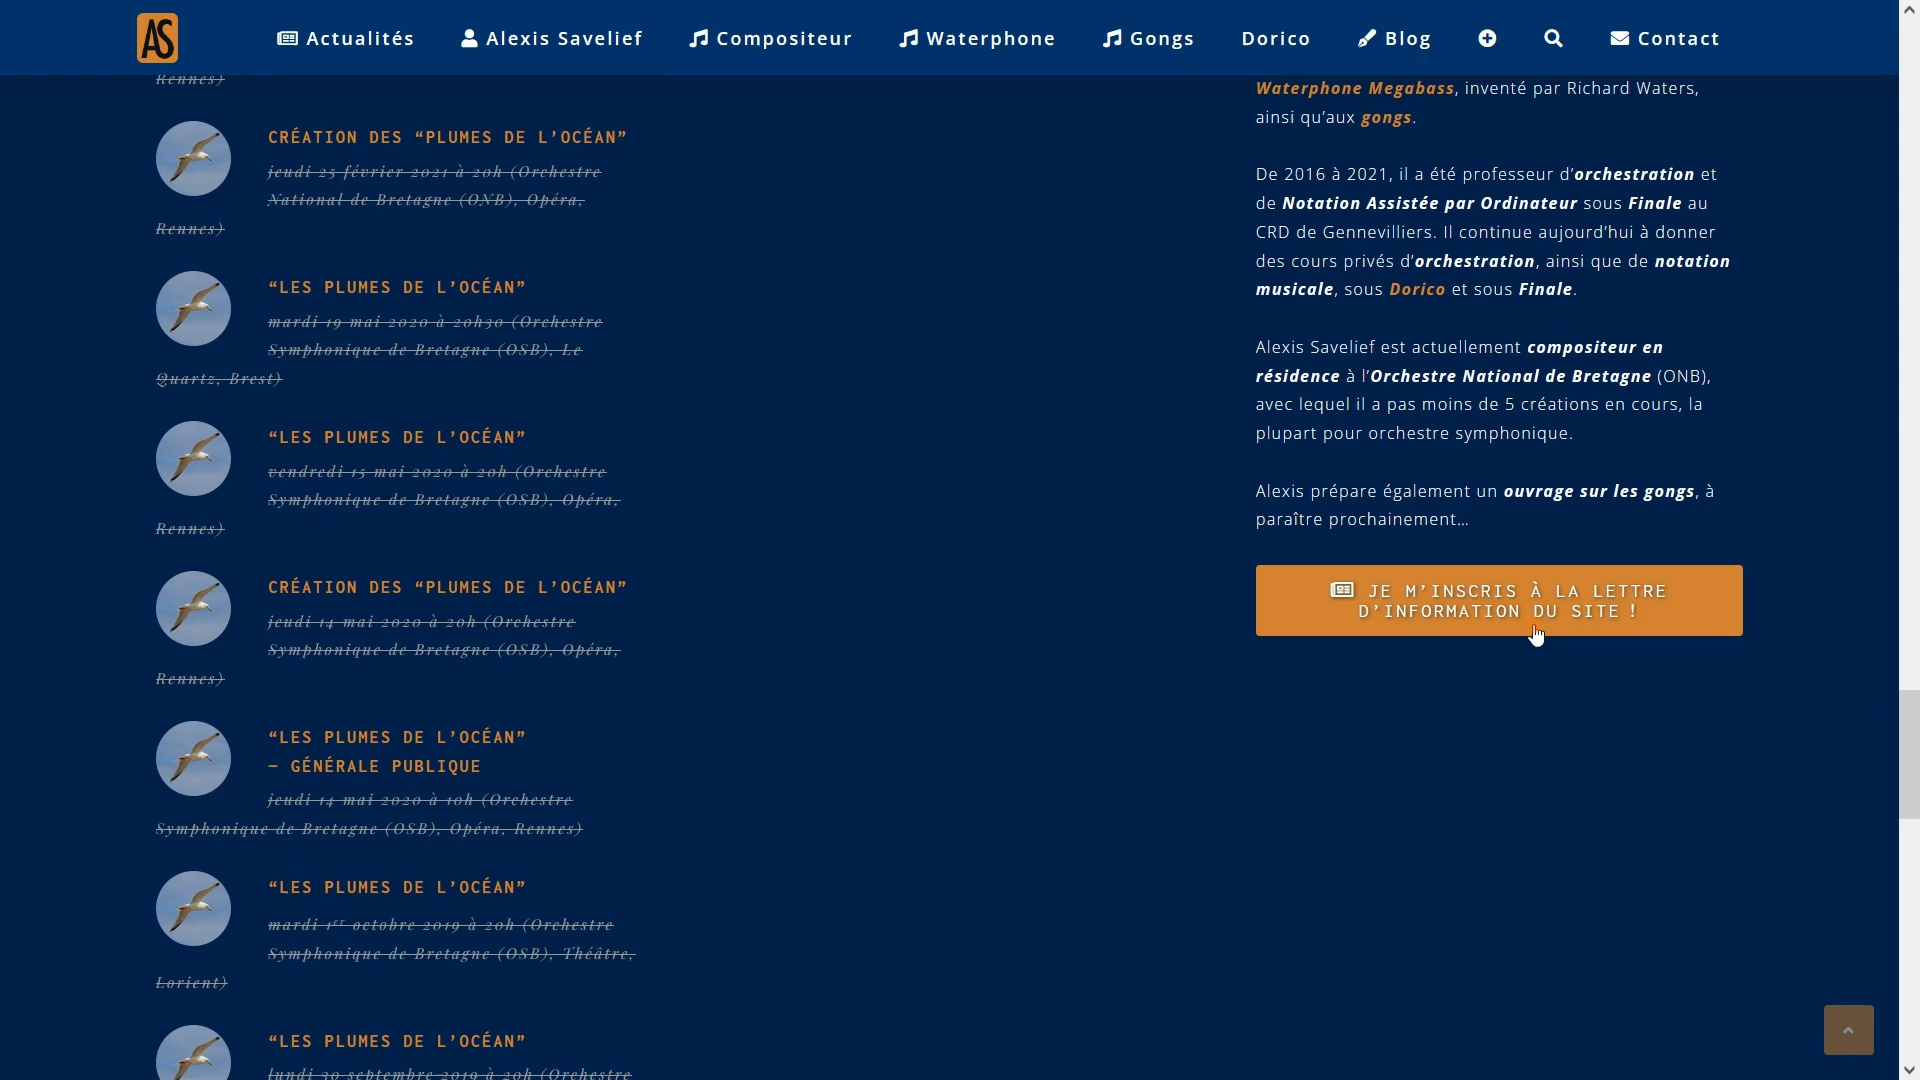 AS
Actualités
Alexis Savelief
Compositeur
Waterphone
Gongs
Dorico
Blog
Contact
Rennes)
CRÉATION DES “PLUMES DE L’OCÉAN”
jeudi 25 février 2021 à 20h (Orchestre
National de Bretagne (ONB), Opéra,
Rennes)
“LES PLUMES DE L’OCÉAN”
mardi 19 mai 2020 à 20h30 (Orchestre
Symphonique de Bretagne (OSB), Le
Quartz, Brest)
“LES PLUMES DE L’OCÉAN”
vendredi 15 mai 2020 à 20h (Orchestre
Symphonique de Bretagne (OSB), Opéra,
Rennes)
CRÉATION DES “PLUMES DE L’OCÉAN”
jeudi 14 mai 2020 à 20h (Orchestre
Symphonique de Bretagne (OSB), Opéra,
Rennes)
“LES PLUMES DE L’OCÉAN”
– GÉNÉRALE PUBLIQUE
jeudi 14 mai 2020 à 10h (Orchestre
Symphonique de Bretagne (OSB), Opéra, Rennes)
“LES PLUMES DE L’OCÉAN”
mardi 1er octobre 2019 à 20h (Orchestre
Symphonique de Bretagne (OSB), Théâtre,
Lorient)
“LES PLUMES DE L’OCÉAN”
lundi 30 septembre 2019 à 20h (Orchestre
Waterphone Megabass, inventé par Richard Waters,
ainsi qu’aux gongs.
De 2016 à 2021, il a été professeur d’orchestration et
de Notation Assistée par Ordinateur sous Finale au
CRD de Gennevilliers. Il continue aujourd’hui à donner
des cours privés d’orchestration, ainsi que de notation
musicale, sous Dorico et sous Finale.
Alexis Savelief est actuellement compositeur en
résidence à l’Orchestre National de Bretagne (ONB),
avec lequel il a pas moins de 5 créations en cours, la
plupart pour orchestre symphonique.
Alexis prépare également un ouvrage sur les gongs, à
paraître prochainement…
JE M’INSCRIS À LA LETTRE
D’INFORMATION DU SITE !